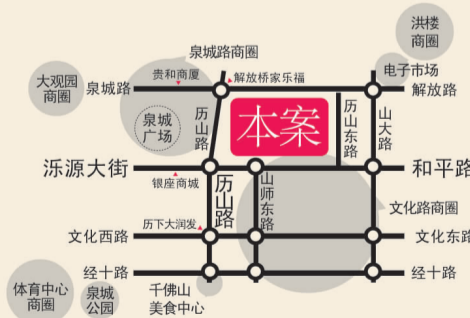 洪楼
商圈
泉城路商圈
大观园
商圈
贵和商厦
解放桥家乐福
电子市场
泉城路
解放路
泉城
广场
历山路
本案
历山东路
山大路
泺源大街
和平路
银座商城
历山路
山师东路
文化路商圈
历下大润发
文化西路
文化东路
经十路
经十路
体育中心
商圈
泉城
公园
千佛山
美食中心